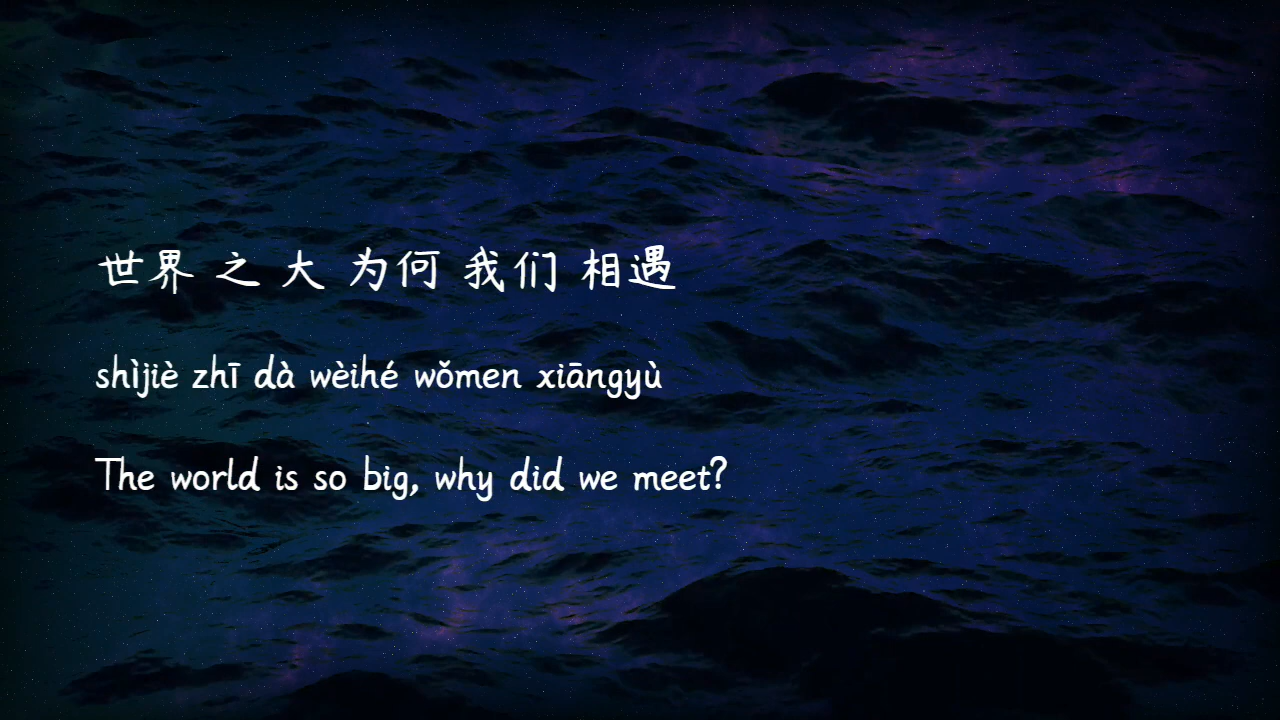 世界 之 大 为何 我们 相遇
shìjiè zhī dà wèihé wǒmen xiāngyù
The world is so big, why did we meet?